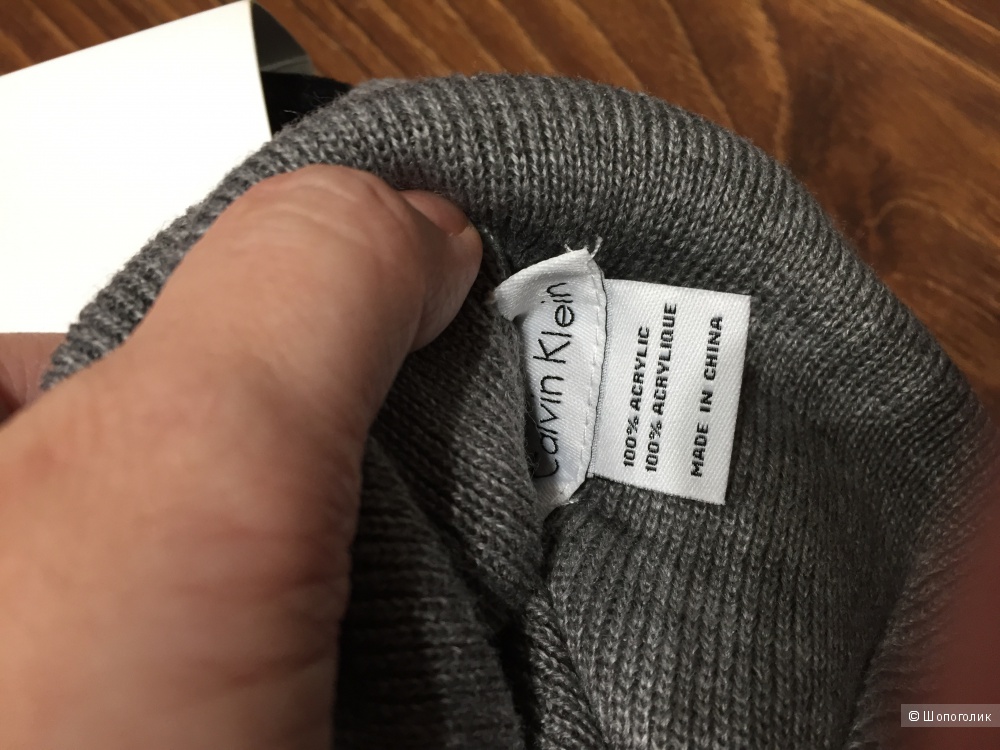 Calvin Klein
100% ACRYLIC
100% ACRYLIQUE
MADE IN CHINA
© Шопоголик